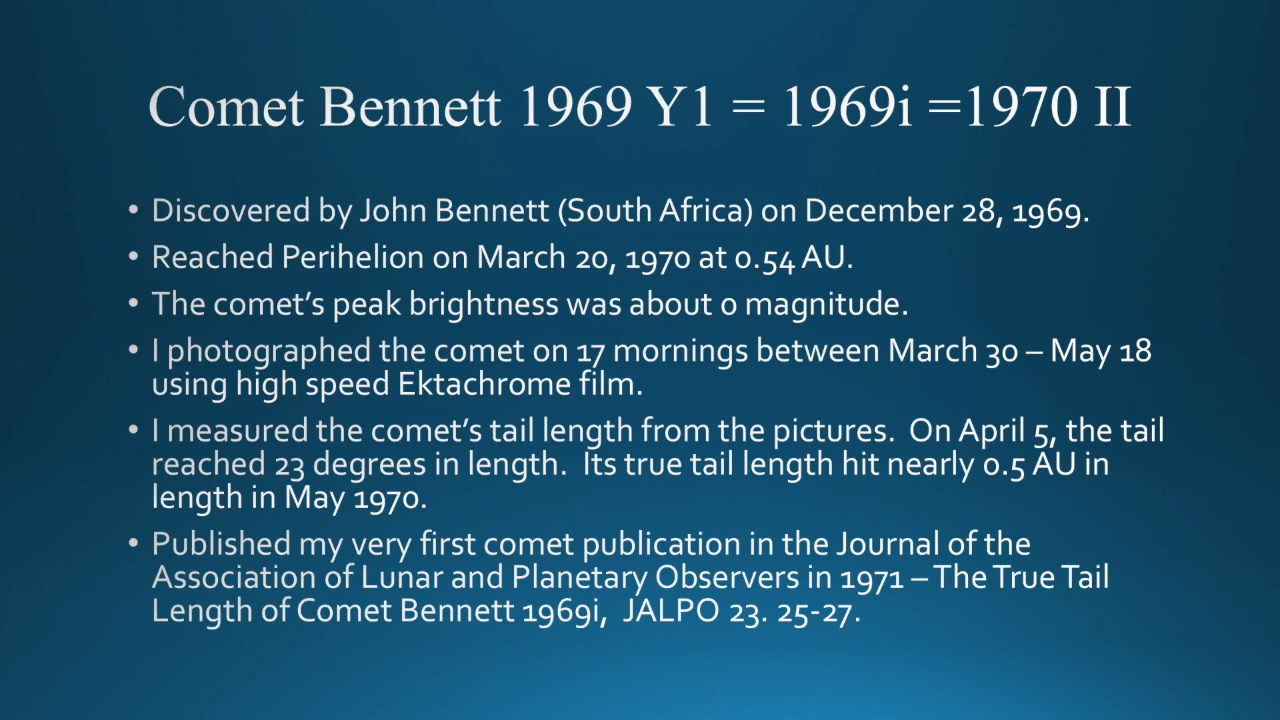 Comet Bennett 1969 Y1 = 1969i =1970 II
• Discovered by John Bennett (South Africa) on December 28, 1969.
• Reached Perihelion on March 20, 1970 at 0.54 AU.
• The comet’s peak brightness was about 0 magnitude.
• I photographed the comet on 17 mornings between March 30 – May 18
using high speed Ektachrome film.
• I measured the comet’s tail length from the pictures.  On April 5, the tail
reached 23 degrees in length.  Its true tail length hit nearly 0.5 AU in
length in May 1970.
• Published my very first comet publication in the Journal of the
Association of Lunar and Planetary Observers in 1971 – The True Tail
Length of Comet Bennett 1969i,  JALPO 23. 25-27.